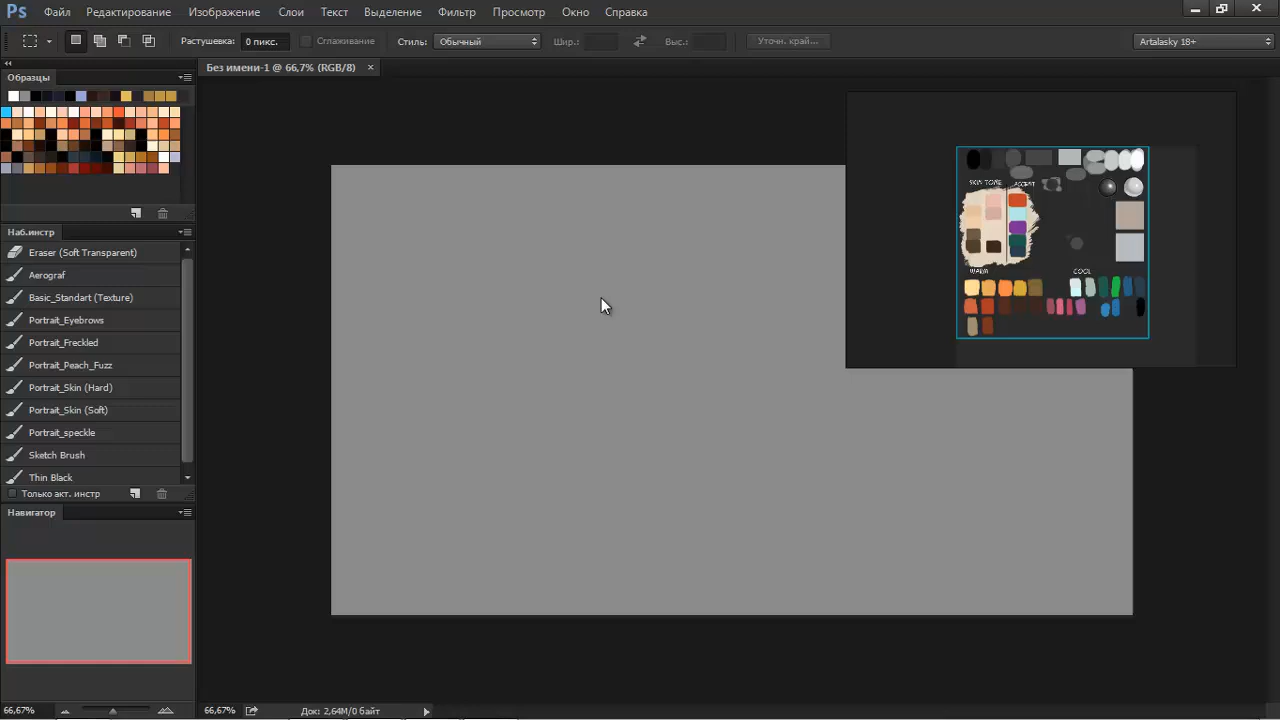 Ps Файл Редактирование Изображение Слои Текст Выделение Фильтр Просмотр Окно Справка
Растушевка: 0 пикс. Сглаживание Стиль: Обычный Шир.: Выс.: Уточн. край... Artalasky 18+
Образцы
Без имени-1 @ 66,7% (RGB/8) ×
SKIN TONE ACCENT
WARM COOL
Наб.инстр
Eraser (Soft Transparent)
Aerograf
Basic_Standart (Texture)
Portrait_Eyebrows
Portrait_Freckled
Portrait_Peach_Fuzz
Portrait_Skin (Hard)
Portrait_Skin (Soft)
Portrait_speckle
Sketch Brush
Thin Black
Только акт. инстр
Навигатор
66,67% 66,67% Док: 2,64M/0 байт